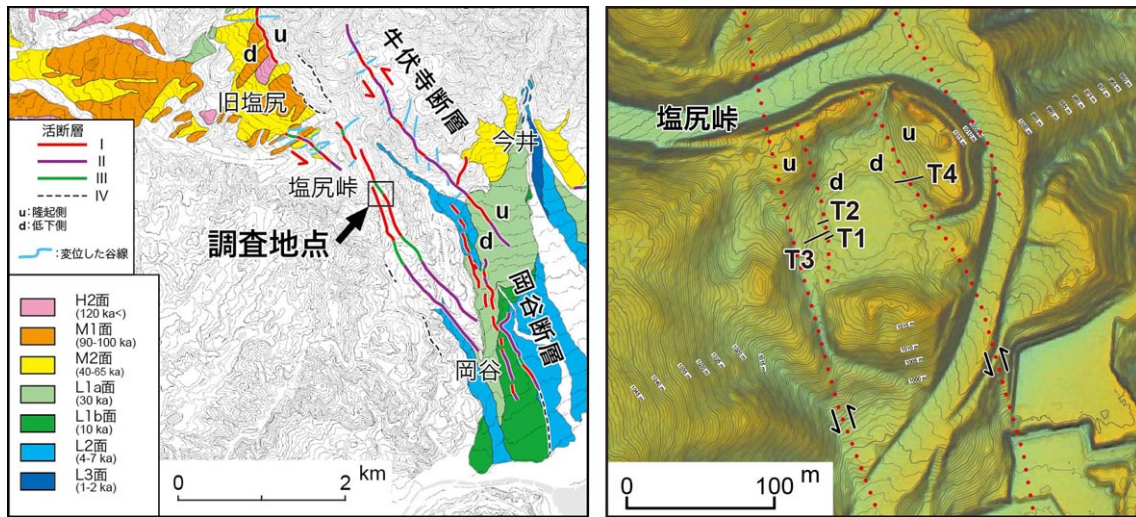 u
d
旧塩尻
牛伏寺断層
今井
塩尻峠
調査地点
u
d
岡谷断層
岡谷
活断層
I
II
III
IV
u:隆起側
d:低下側
:変位した谷線
H2面
(120 ka<)
M1面
(90-100 ka)
M2面
(40-65 ka)
L1a面
(30 ka)
L1b面
(10 ka)
L2面
(4-7 ka)
L3面
(1-2 ka)
0 2 km
塩尻峠
u
d
u
d
T4
T2
T1
T3
0 100 m